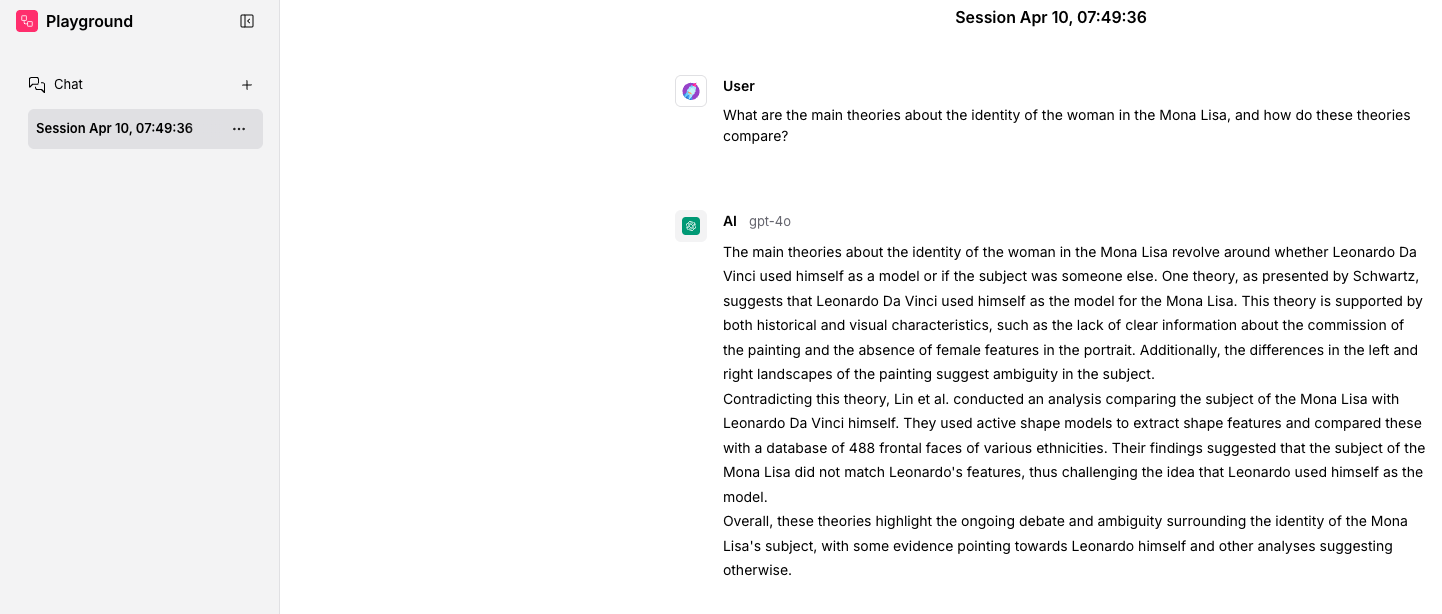 Playground
Chat
Session Apr 10, 07:49:36
Session Apr 10, 07:49:36
User
What are the main theories about the identity of the woman in the Mona Lisa, and how do these theories
compare?
AI gpt-4o
The main theories about the identity of the woman in the Mona Lisa revolve around whether Leonardo Da
Vinci used himself as a model or if the subject was someone else. One theory, as presented by Schwartz,
suggests that Leonardo Da Vinci used himself as the model for the Mona Lisa. This theory is supported by
both historical and visual characteristics, such as the lack of clear information about the commission of
the painting and the absence of female features in the portrait. Additionally, the differences in the left and
right landscapes of the painting suggest ambiguity in the subject.
Contradicting this theory, Lin et al. conducted an analysis comparing the subject of the Mona Lisa with
Leonardo Da Vinci himself. They used active shape models to extract shape features and compared these
with a database of 488 frontal faces of various ethnicities. Their findings suggested that the subject of the
Mona Lisa did not match Leonardo's features, thus challenging the idea that Leonardo used himself as the
model.
Overall, these theories highlight the ongoing debate and ambiguity surrounding the identity of the Mona
Lisa's subject, with some evidence pointing towards Leonardo himself and other analyses suggesting
otherwise.